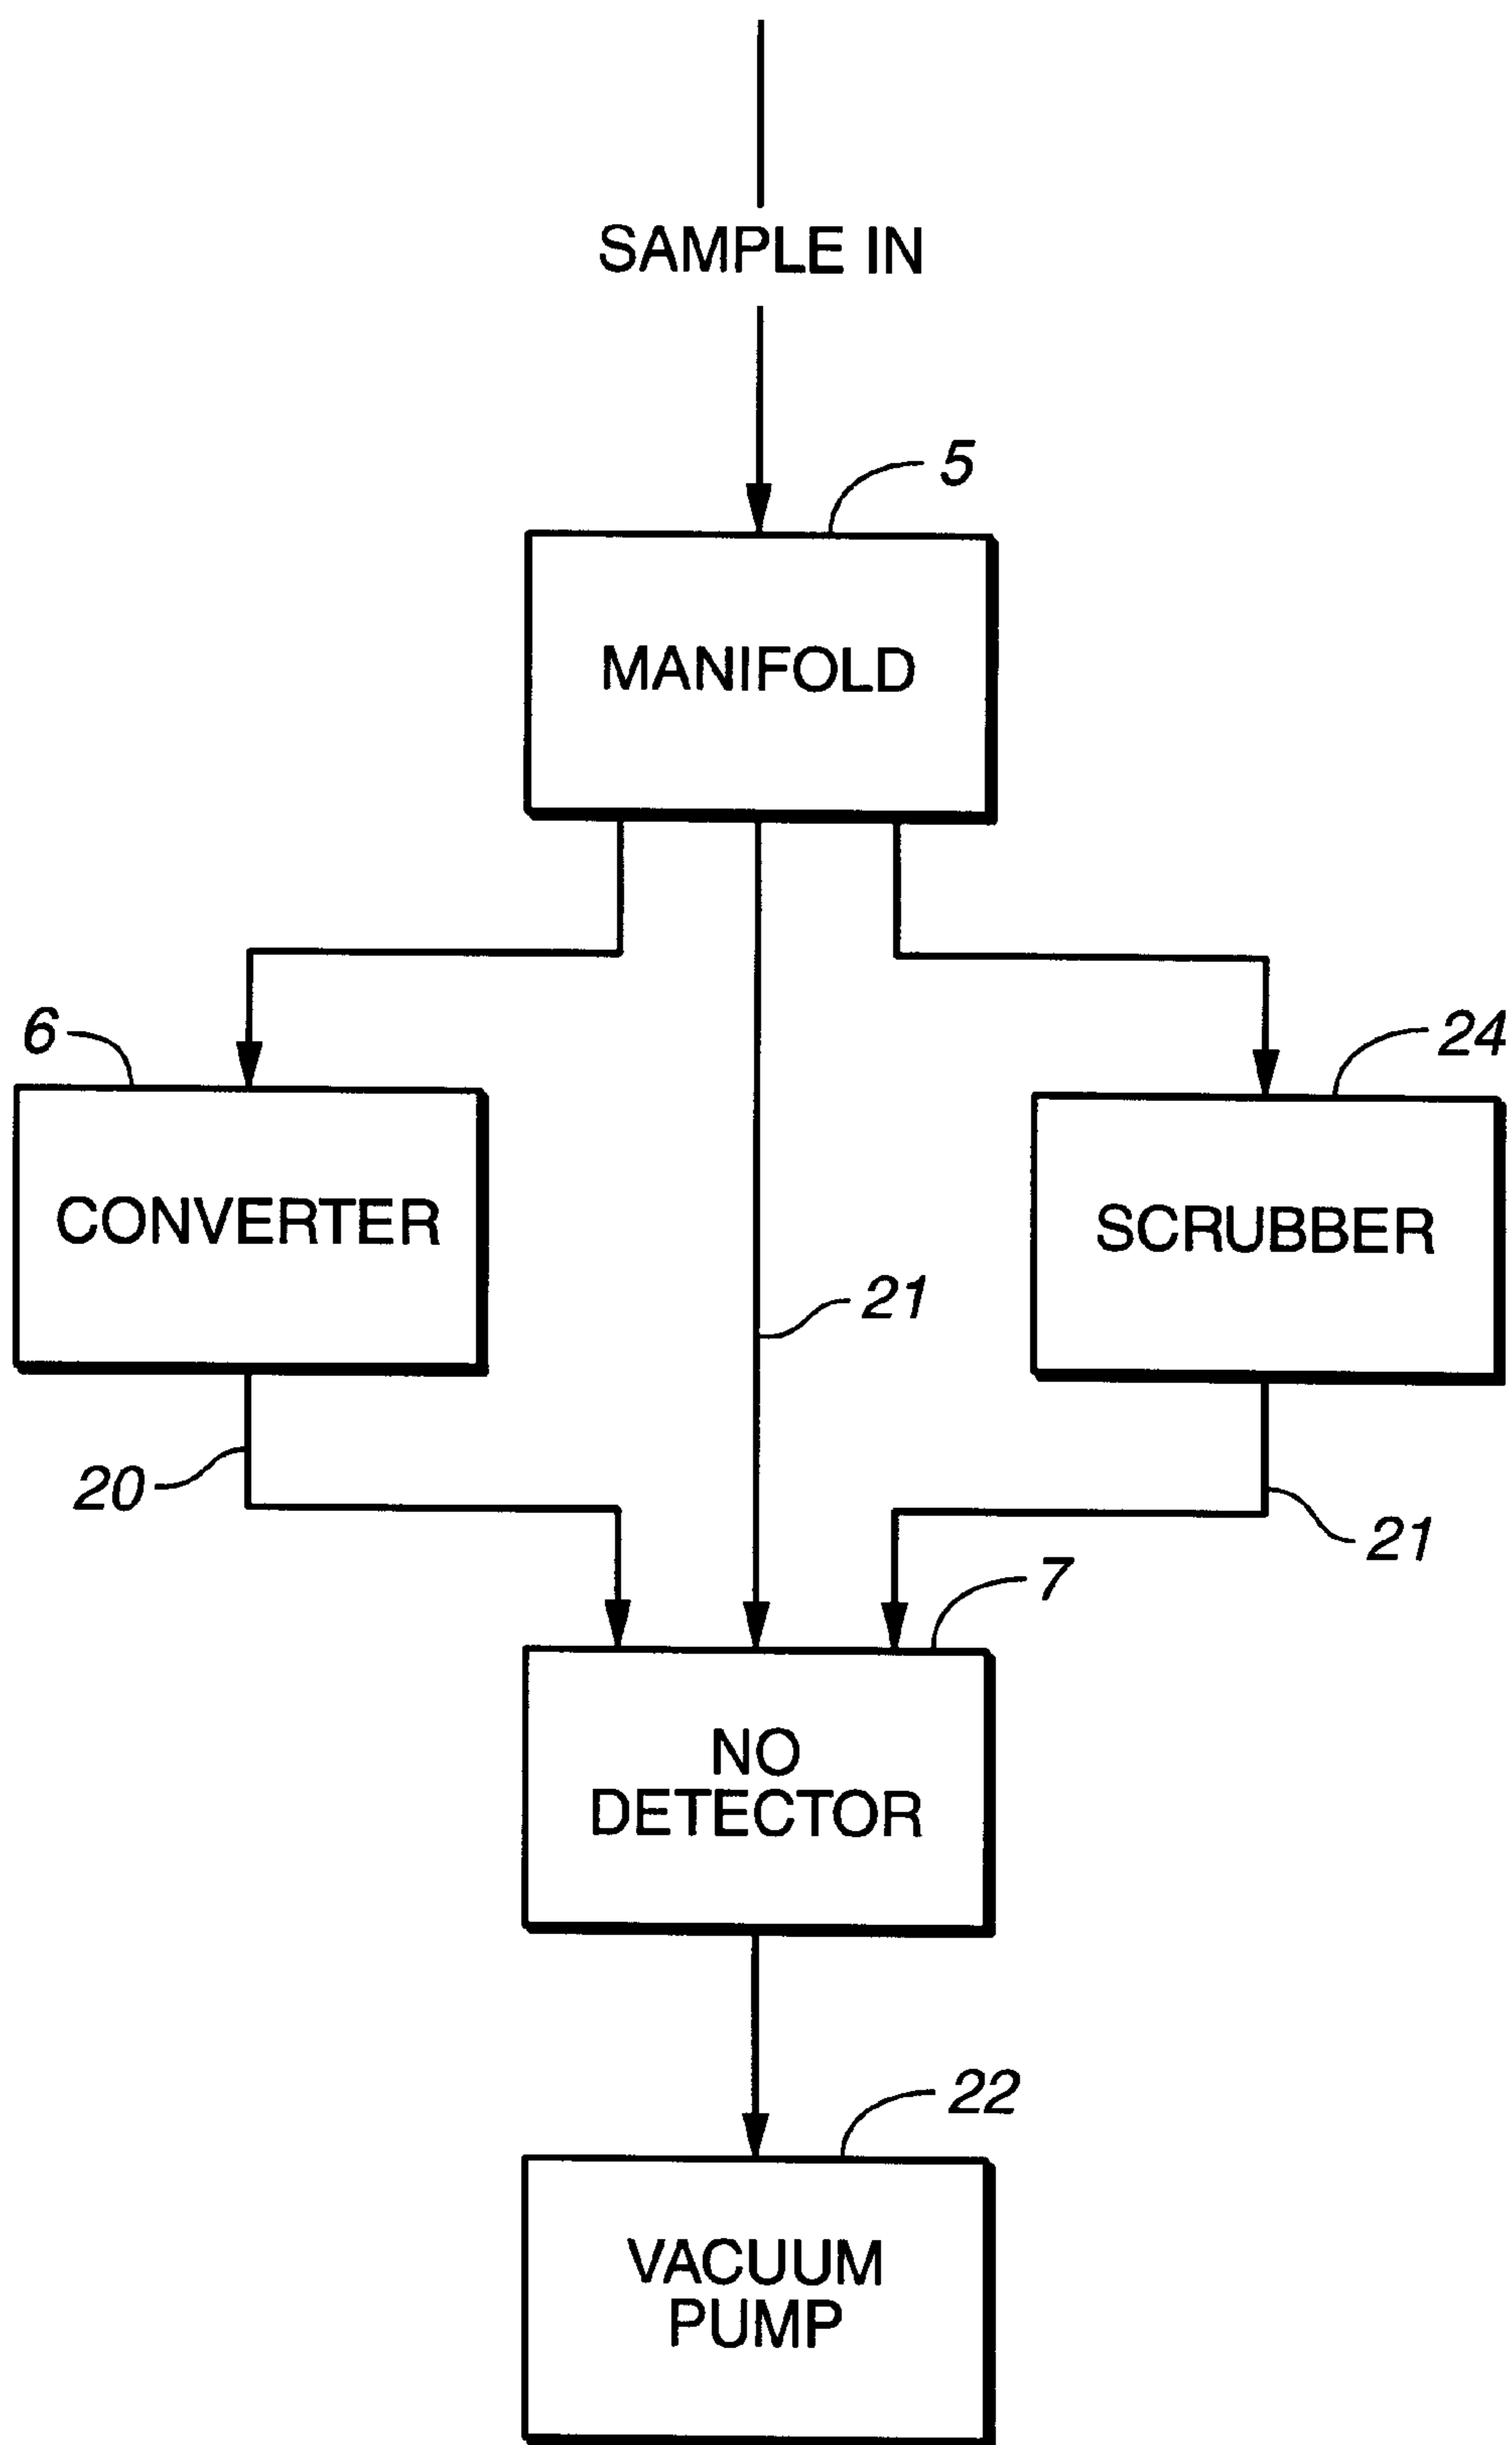 SAMPLE IN
5
MANIFOLD
6
24
CONVERTER
SCRUBBER
21
20
21
7
NO
DETECTOR
22
VACUUM
PUMP